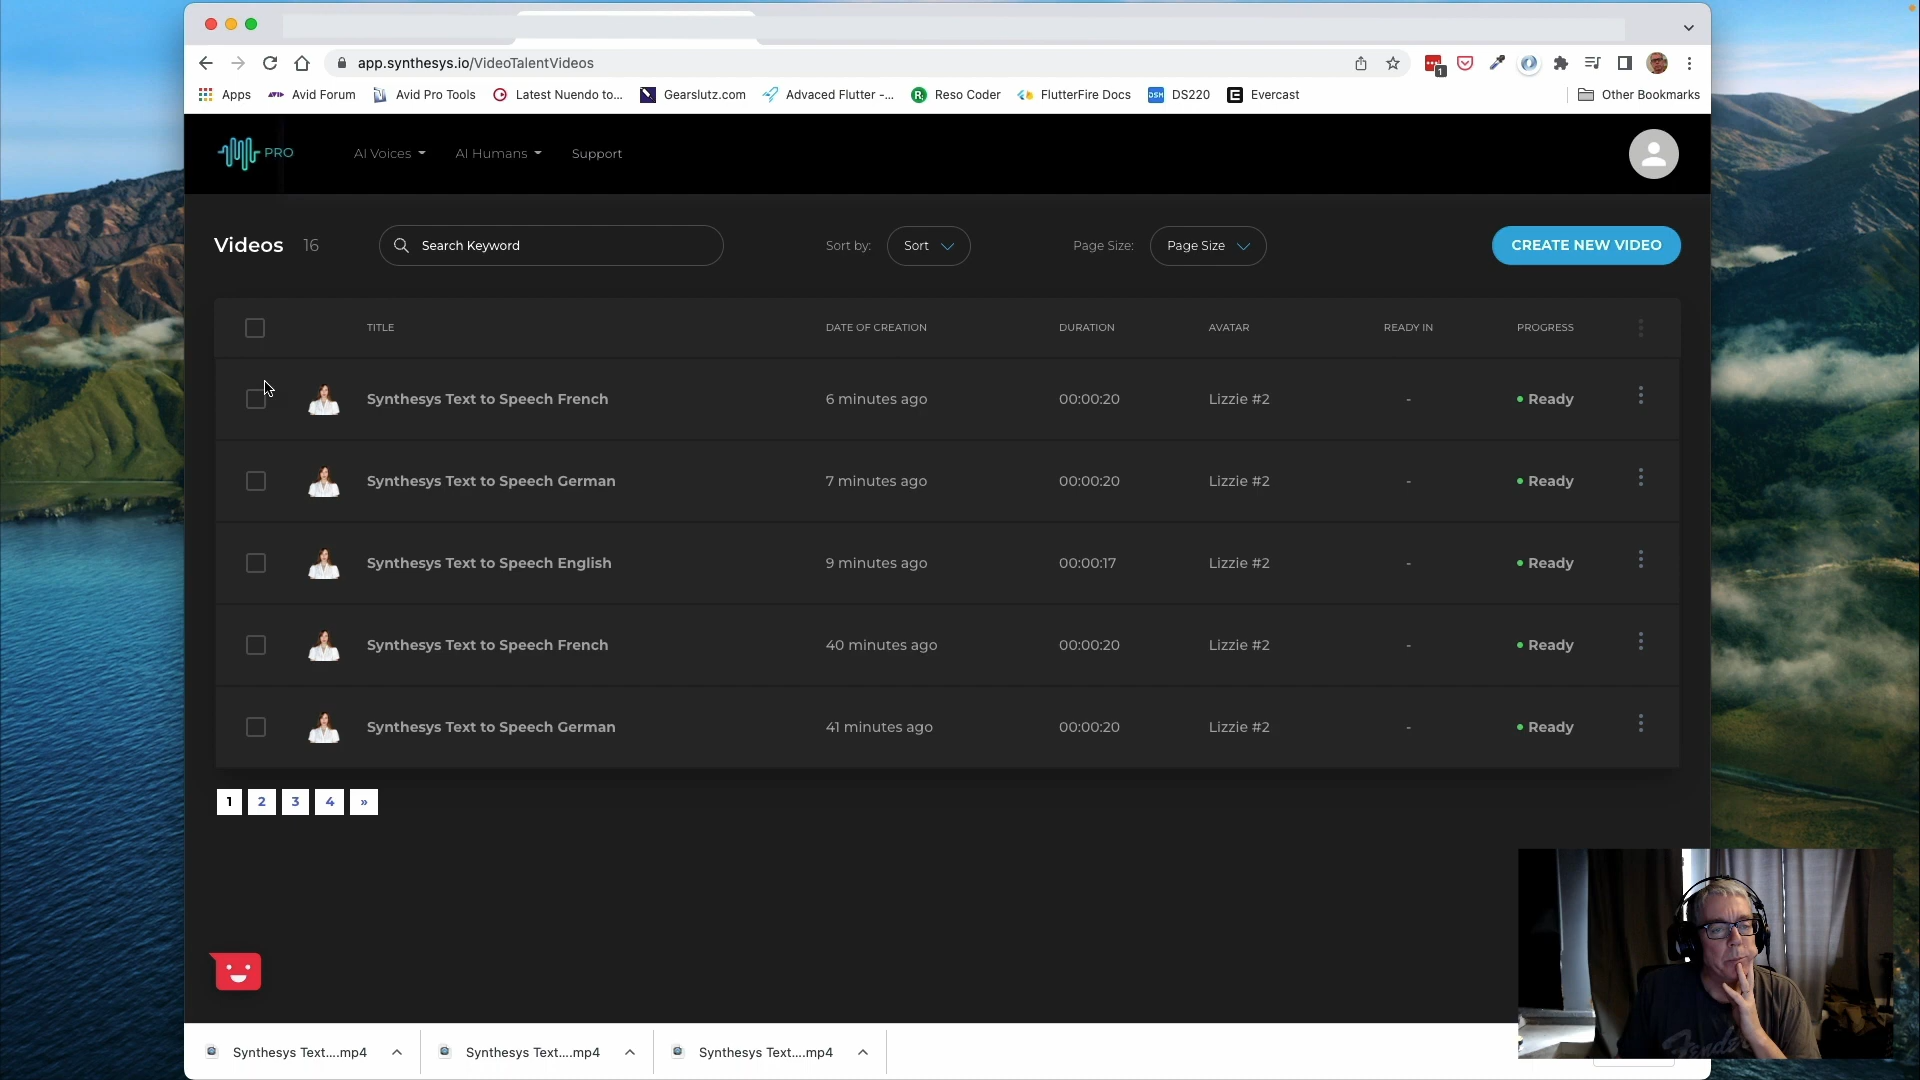 app.synthesys.io/VideoTalentVideos
1
Apps Avid Forum Avid Pro Tools Latest Nuendo to... Gearslutz.com Advaced Flutter -... Reso Coder FlutterFire Docs DSM DS220 Evercast Other Bookmarks
PRO AI Voices AI Humans Support
Videos 16 Search Keyword Sort by: Sort Page Size: Page Size CREATE NEW VIDEO
TITLE DATE OF CREATION DURATION AVATAR READY IN PROGRESS
Synthesys Text to Speech French 6 minutes ago 00:00:20 Lizzie #2 - Ready
Synthesys Text to Speech German 7 minutes ago 00:00:20 Lizzie #2 - Ready
Synthesys Text to Speech English 9 minutes ago 00:00:17 Lizzie #2 - Ready
Synthesys Text to Speech French 40 minutes ago 00:00:20 Lizzie #2 - Ready
Synthesys Text to Speech German 41 minutes ago 00:00:20 Lizzie #2 - Ready
1 2 3 4 »
Fender
Synthesys Text....mp4 Synthesys Text....mp4 Synthesys Text....mp4